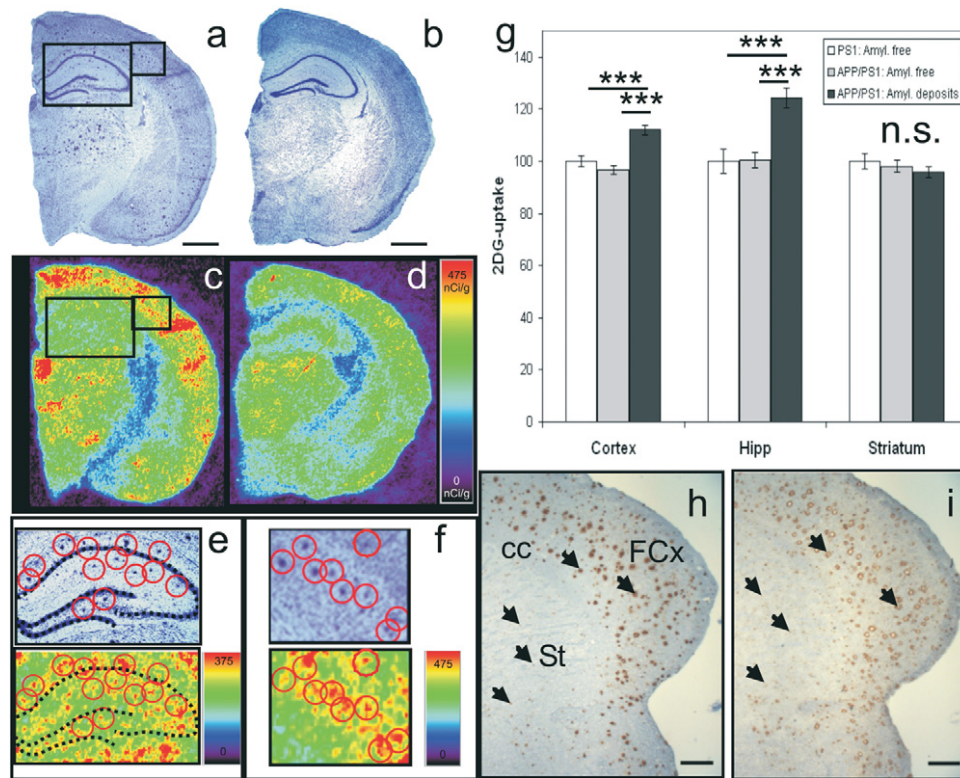 a
b
c
d
475
nCi/g
0
nCi/g
e
375
0
f
475
0
g
2DG-uptake
140
120
100
80
60
40
20
0
PS1: Amyl. free
APP/PS1: Amyl. free
APP/PS1: Amyl. deposits
***
***
***
***
n.s.
Cortex
Hipp
Striatum
h
cc
FCx
St
i